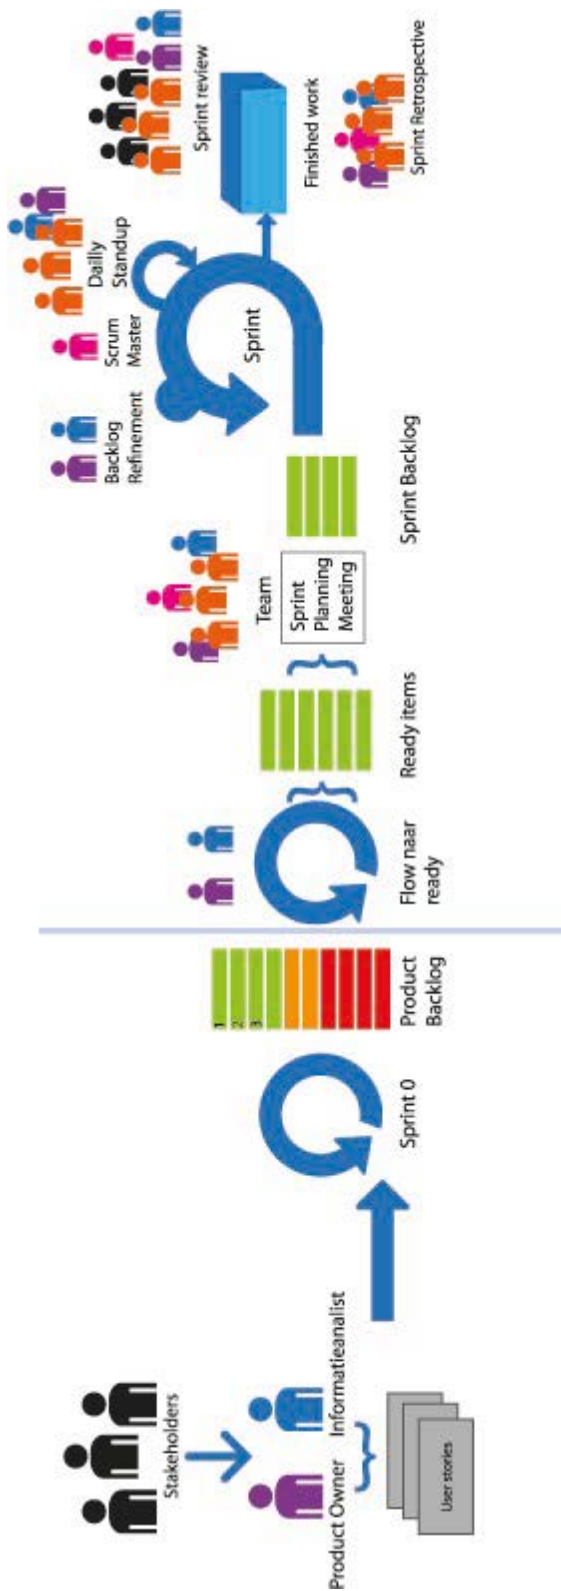 Stakeholders
Product Owner
Informatieanalist
User stories
Sprint 0
1
2
3
Product
Backlog
Flow naar
ready
Ready items
Team
Sprint
Planning
Meeting
Sprint Backlog
Backlog
Refinement
Scrum
Master
Dailly
Standup
Sprint
Sprint review
Finished work
Sprint Retrospective